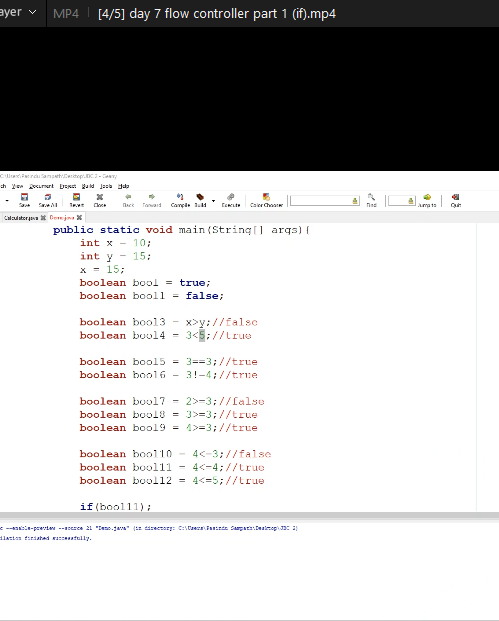 ayer MP4 [4/5] day 7 flow controller part 1 (if).mp4
C:\Users\Pasindu Sampath\Desktop\JBC 2 - Geany
ch View Document Project Build Tools Help
Save Save All Revert Close Back Forward Compile Build Execute Color Chooser Find Jump to Quit
Calculator.java Demo.java
public static void main(String[] args){
int x = 10;
int y = 15;
x = 15;
boolean bool = true;
boolean bool1 = false;
boolean bool3 = x>y;//false
boolean bool4 = 3<5;//true
boolean bool5 = 3==3;//true
boolean bool6 = 3!=4;//true
boolean bool7 = 2>=3;//false
boolean bool8 = 3>=3;//true
boolean bool9 = 4>=3;//true
boolean bool10 = 4<=3;//false
boolean bool11 = 4<=4;//true
boolean bool12 = 4<=5;//true
if(bool11);
c --enable-preview --source 21 "Demo.java" (in directory: C:\Users\Pasindu Sampath\Desktop\JBC 2)
ilation finished successfully.